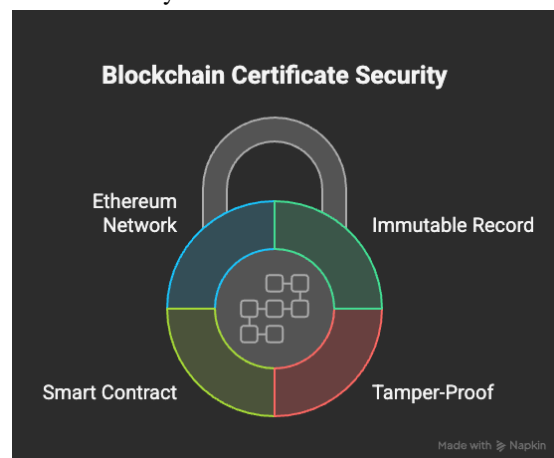 Blockchain Certificate Security
Ethereum
Network
Immutable Record
Smart Contract
Tamper-Proof
Made with Napkin